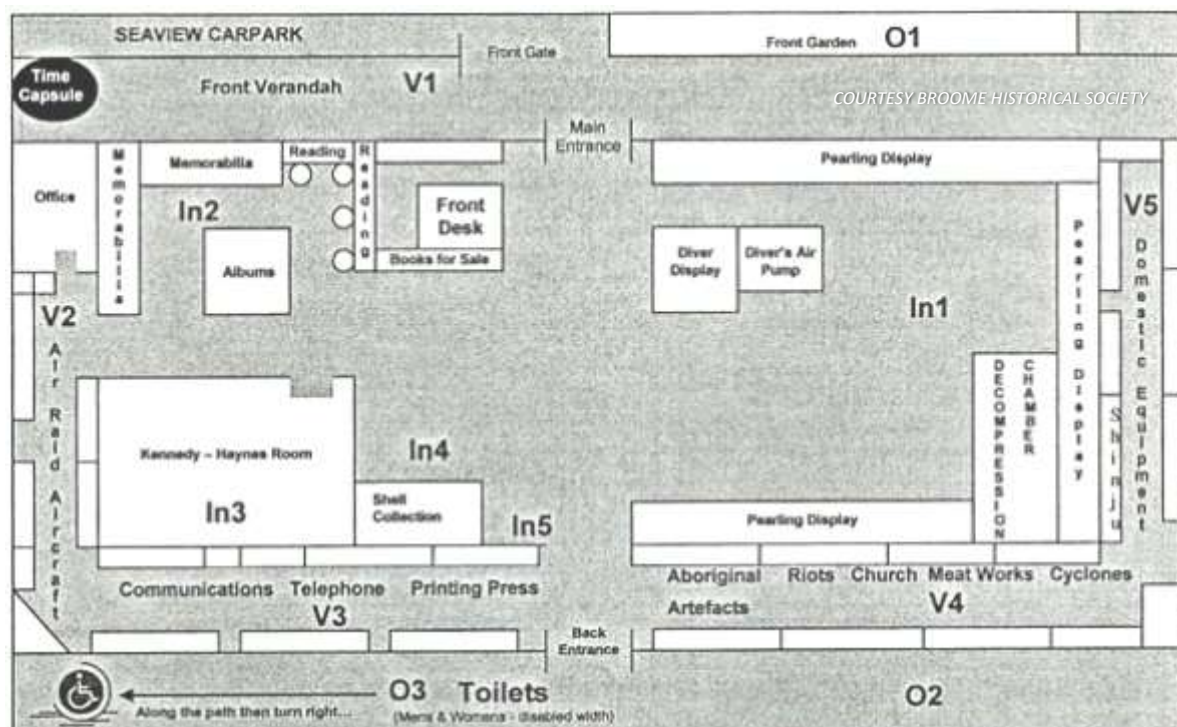 SEAVIEW CARPARK
Front Gate
Front Garden O1
Time
Capsule
Front Verandah V1
COURTESY BROOME HISTORICAL SOCIETY
Main
Entrance
Office
Memorabilia
Memorabilia
Reading
Reading
Front
Desk
Books for Sale
In2
Albums
Pearling Display
Diver
Display
Diver's Air
Pump
In1
Pearling Display
V5
Domestic Equipment
V2
Air Raid Aircraft
Kennedy – Haynes Room
In3
In4
Shell
Collection
In5
DECOMPRESSION
CHAMBER
Shinju
Pearling Display
Communications Telephone Printing Press
V3
Aboriginal Riots Church Meat Works Cyclones
Artefacts
V4
Back
Entrance
O3 Toilets
Along the path then turn right...
(Mens & Womens - disabled width)
O2